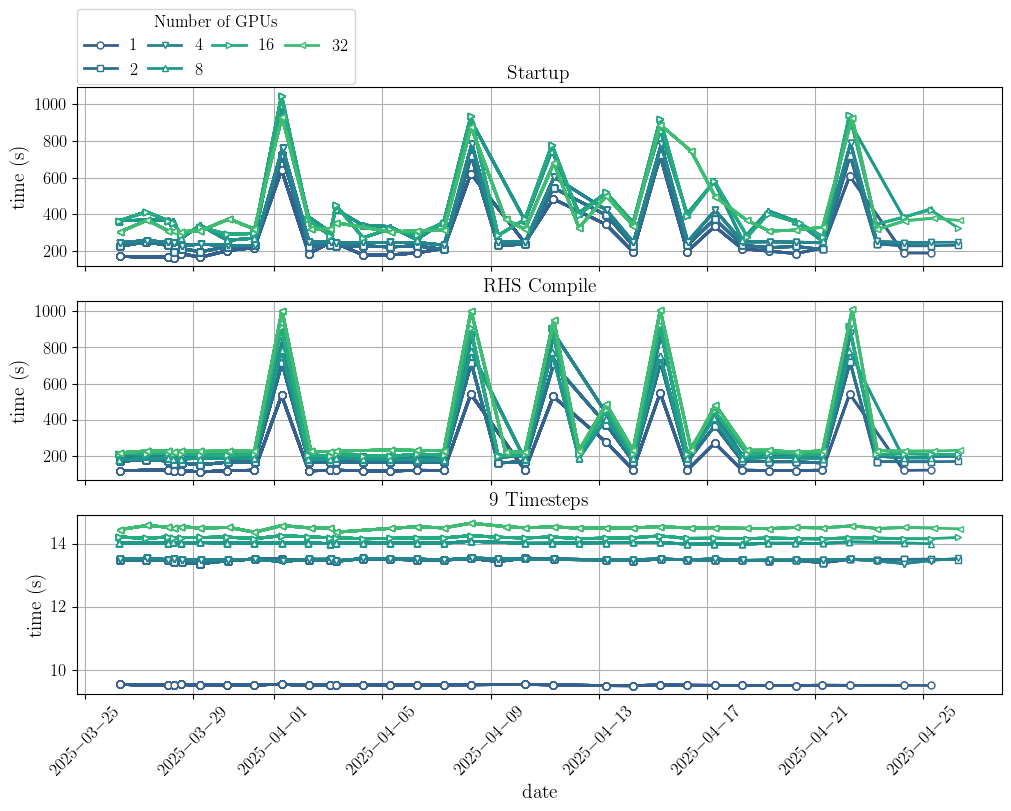 Number of GPUs
1 4 16 32
2 8
Startup
1000
800
600
400
200
time (s)
RHS Compile
1000
800
600
400
200
time (s)
9 Timesteps
14
12
10
time (s)
2025−03−25 2025−03−29 2025−04−01 2025−04−05 2025−04−09 2025−04−13 2025−04−17 2025−04−21 2025−04−25
date